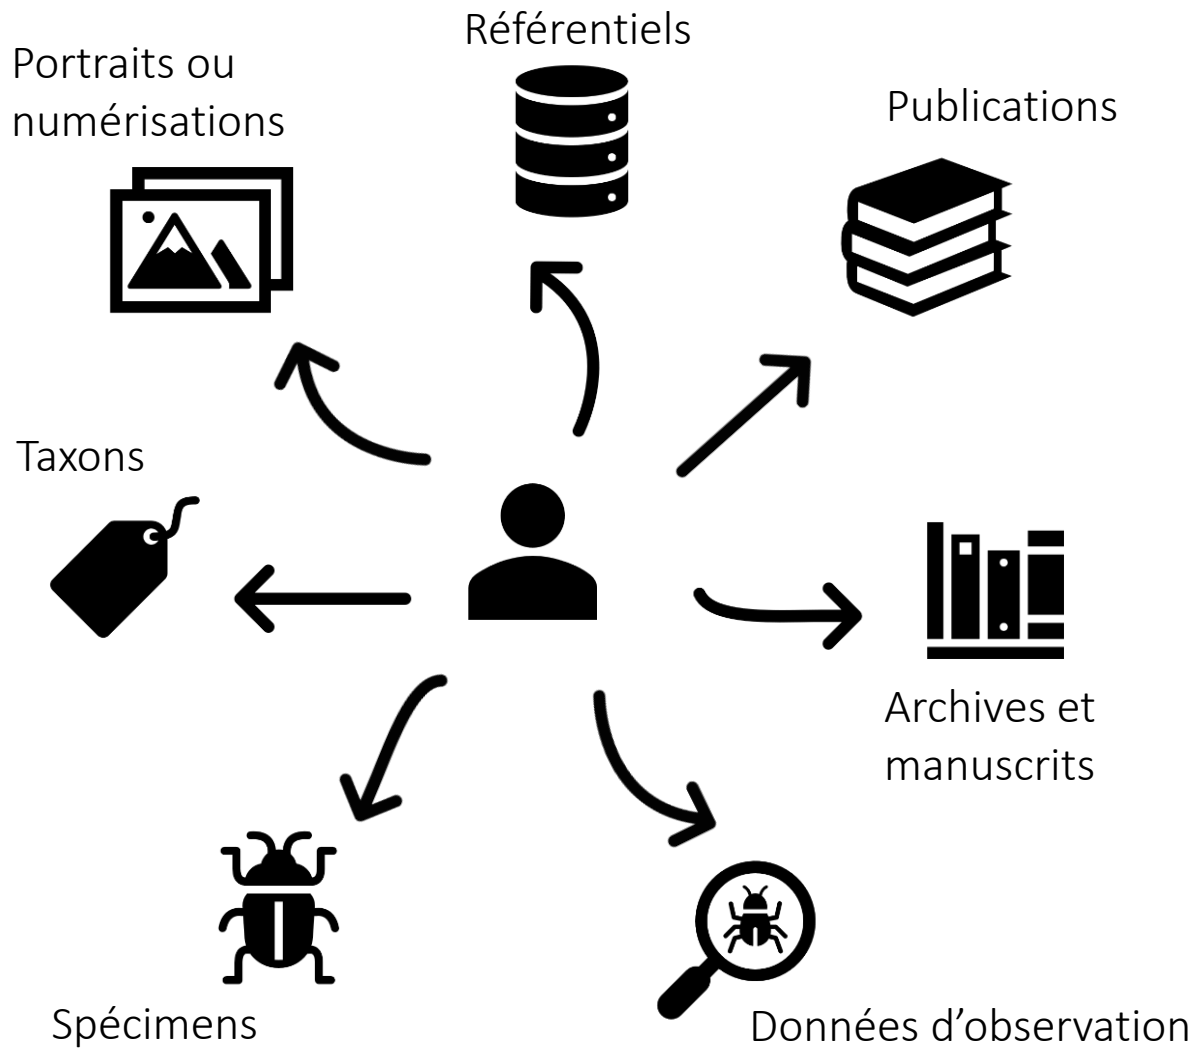 Référentiels
Portraits ou
numérisations
Publications
Taxons
Archives et
manuscrits
Spécimens
Données d’observation